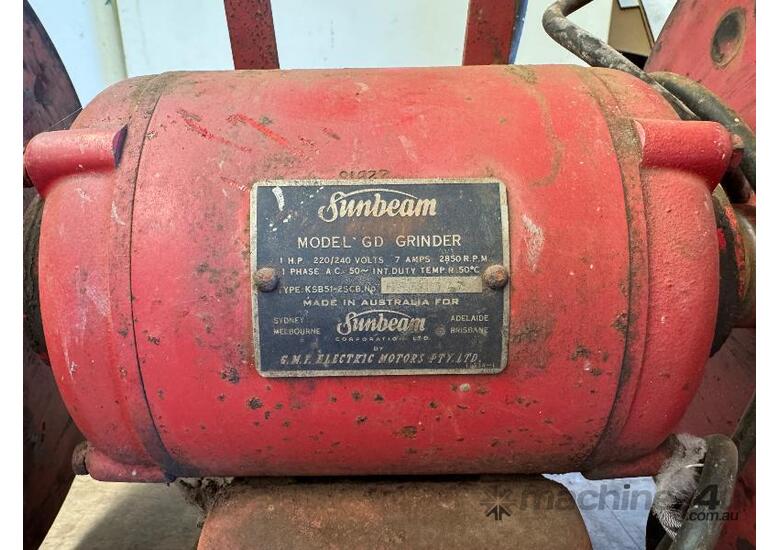 Sunbeam
MODEL GD GRINDER
1 H.P. 220/240 VOLTS 7 AMPS 2850 R.P.M.
1 PHASE A.C. 50~ INT. DUTY TEMP R. 50°C
TYPE: KSB51-2SCB. No.
MADE IN AUSTRALIA FOR
SYDNEY Sunbeam ADELAIDE
MELBOURNE CORPORATION LTD. BRISBANE
BY
ELECTRIC MOTORS PTY. LTD.
machines4u
.com.au